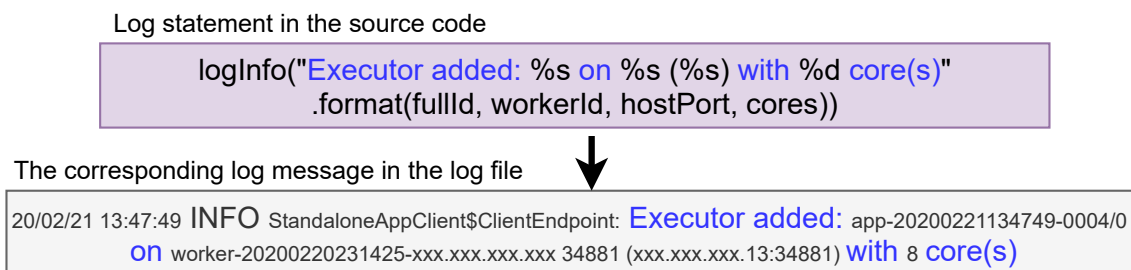 Log statement in the source code
logInfo("Executor added: %s on %s (%s) with %d core(s)"
.format(fullId, workerId, hostPort, cores))
The corresponding log message in the log file
20/02/21 13:47:49 INFO StandaloneAppClient$ClientEndpoint: Executor added: app-20200221134749-0004/0
on worker-20200220231425-xxx.xxx.xxx.xxx 34881 (xxx.xxx.xxx.13:34881) with 8 core(s)